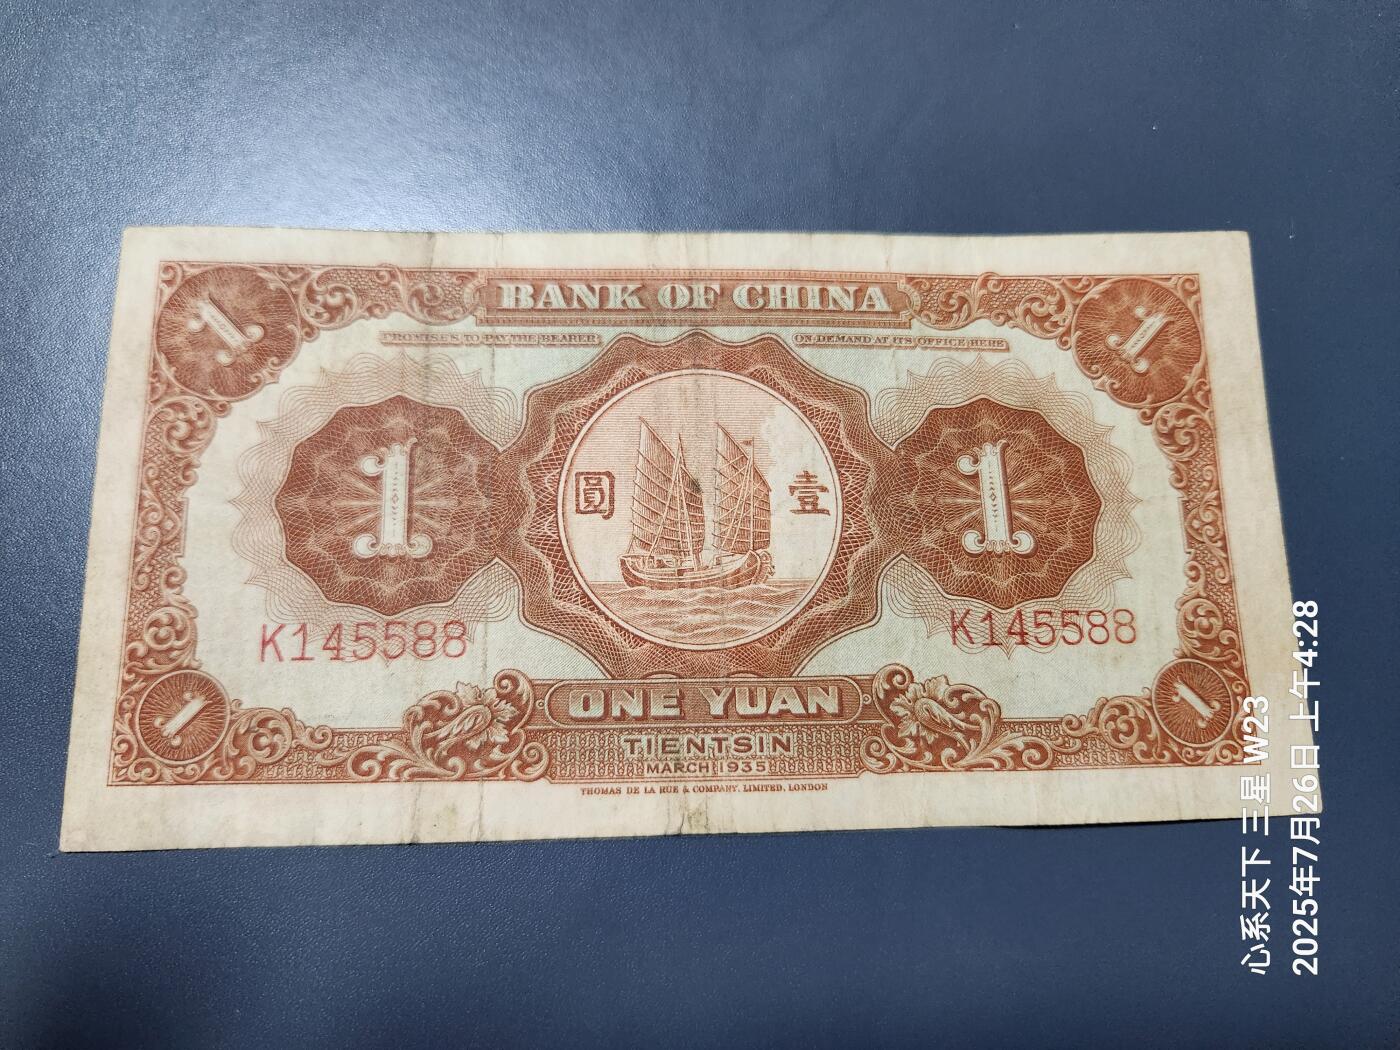 1
BANK OF CHINA
1
PROMISES TO PAY THE BEARER
ON DEMAND AT ITS OFFICE HERE
1
圓
壹
1
K145588
K145588
1
ONE YUAN
1
TIENTSIN
MARCH 1935
THOMAS DE LA RUE & COMPANY, LIMITED, LONDON
心系天下 三星 W23
2025年7月26日 上午4:28